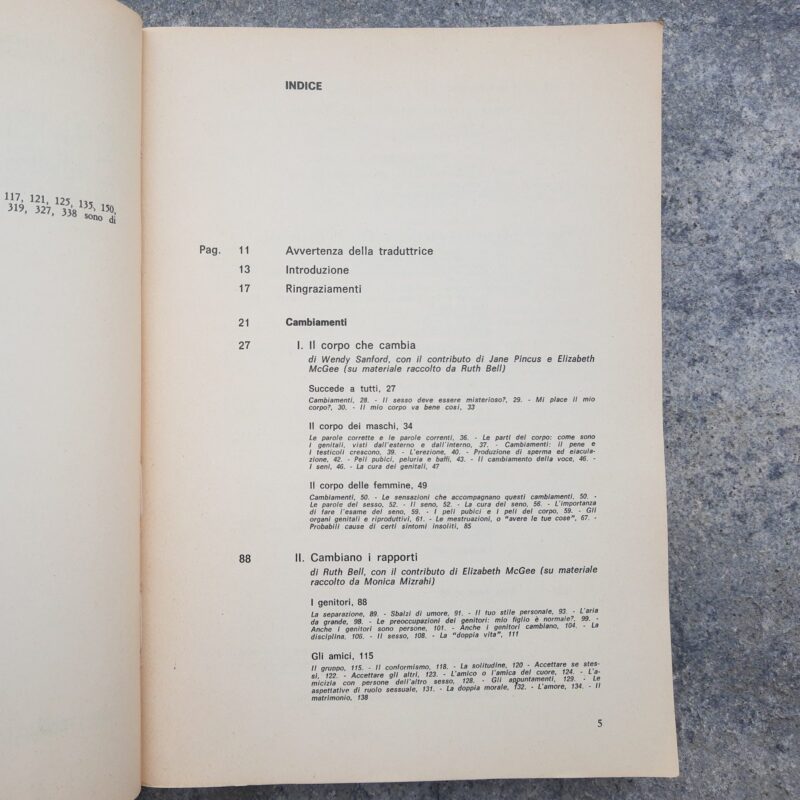 117, 121, 125, 135, 150,
319, 327, 338 sono di
INDICE
Pag. 11 Avvertenza della traduttrice
13 Introduzione
17 Ringraziamenti
21 Cambiamenti
27 I. Il corpo che cambia
di Wendy Sanford, con il contributo di Jane Pincus e Elizabeth
McGee (su materiale raccolto da Ruth Bell)
Succede a tutti, 27
Cambiamenti, 28. - Il sesso deve essere misterioso?, 29. - Mi piace il mio
corpo?, 30. - Il mio corpo va bene così, 33
Il corpo dei maschi, 34
Le parole corrette e le parole correnti, 36. - Le parti del corpo: come sono
i genitali, visti dall'esterno e dall'interno, 37. - Cambiamenti: il pene e
i testicoli crescono, 39. - L'erezione, 40. - Produzione di sperma ed eiacula-
zione, 42. - Peli pubici, peluria e baffi, 43. - Il cambiamento della voce, 46. -
I seni, 46. - La cura dei genitali, 47
Il corpo delle femmine, 49
Cambiamenti, 50. - Le sensazioni che accompagnano questi cambiamenti, 50. -
Le parole del sesso, 52. - Il seno, 52. - La cura del seno, 56. - L'importanza
di fare l'esame del seno, 59. - I peli pubici e i peli del corpo, 59. - Gli
organi genitali e riproduttivi, 61. - Le mestruazioni, o "avere le tue cose", 67. -
Probabili cause di certi sintomi insoliti, 85
88 II. Cambiano i rapporti
di Ruth Bell, con il contributo di Elizabeth McGee (su materiale
raccolto da Monica Mizrahi)
I genitori, 88
La separazione, 89. - Sbalzi di umore, 91. - Il tuo stile personale, 93. - L'aria
da grande, 98. - Le preoccupazioni dei genitori: mio figlio è normale?, 99. -
Anche i genitori sono persone, 101. - Anche i genitori cambiano, 104. - La
disciplina, 106. - Il sesso, 108. - La "doppia vita", 111
Gli amici, 115
Il gruppo, 115. - Il conformismo, 118. - La solitudine, 120 - Accettare se stes-
si, 122. - Accettare gli altri, 123. - L'amico o l'amica del cuore, 124. - L'a-
micizia con persone dell'altro sesso, 128. - Gli appuntamenti, 129. - Le
aspettative di ruolo sessuale, 131. - La doppia morale, 132. - L'amore, 134. - Il
matrimonio, 138
5